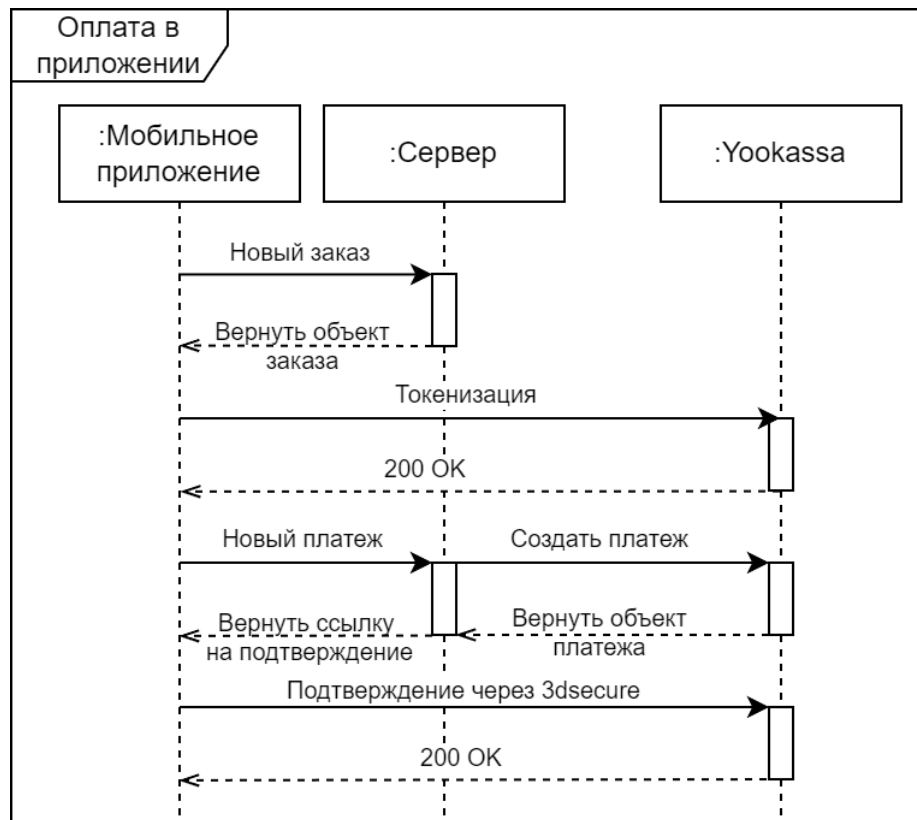 Оплата в
приложении
:Мобильное
приложение
:Сервер
:Yookassa
Новый заказ
Вернуть объект
заказа
Токенизация
200 OK
Новый платеж
Создать платеж
Вернуть ссылку
на подтверждение
Вернуть объект
платежа
Подтверждение через 3dsecure
200 OK